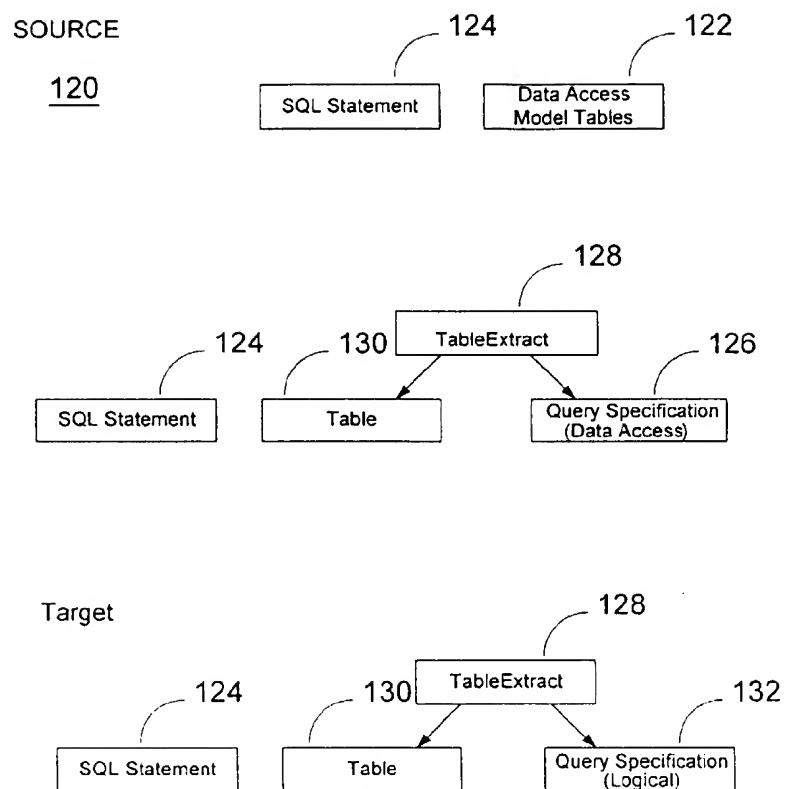 SOURCE
124
122
120
SQL Statement
Data Access
Model Tables
128
TableExtract
124
130
126
SQL Statement
Table
Query Specification
(Data Access)
Target
128
TableExtract
124
130
132
SQL Statement
Table
Query Specification
(Logical)